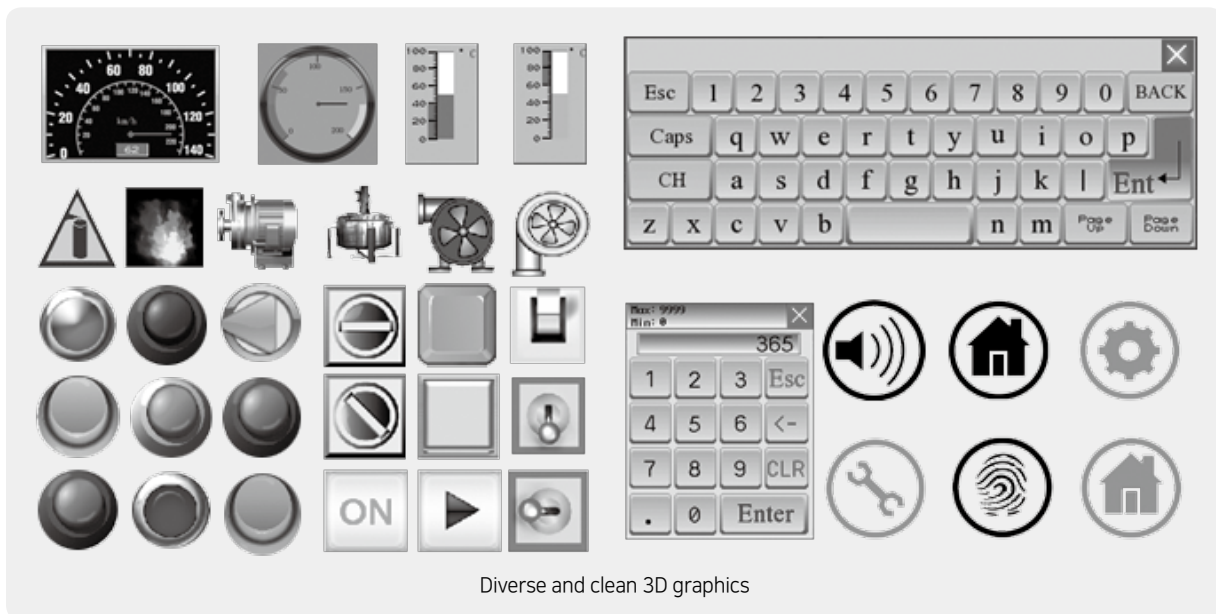 60 80
40 100
20 120
0 140
km/h
62
100
50 150
0 200
100
80
60
40
20
0
° C
100
80
60
40
20
0
° C
Esc 1 2 3 4 5 6 7 8 9 0 BACK
Caps q w e r t y u i o p
CH a s d f g h j k l Ent
z x c v b n m Page Up Page Down
Max: 9999
Min: 0
365
1 2 3 Esc
4 5 6 <-
7 8 9 CLR
. 0 Enter
ON
Diverse and clean 3D graphics